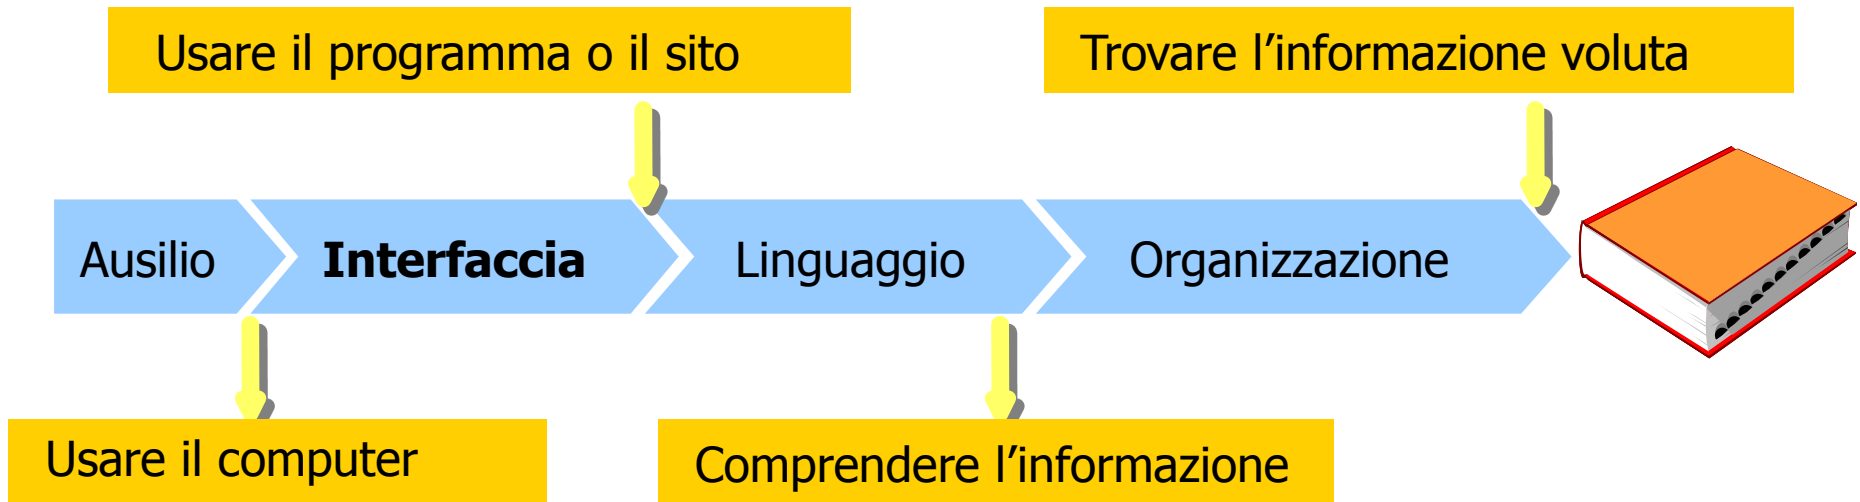 Usare il programma o il sito
Trovare l’informazione voluta
Ausilio
Interfaccia
Linguaggio
Organizzazione
Usare il computer
Comprendere l’informazione